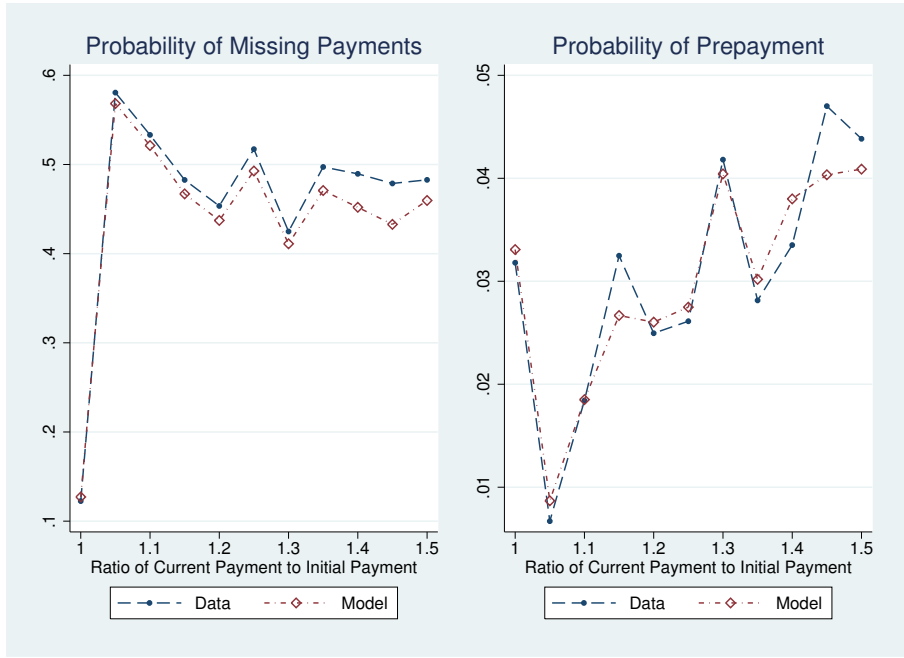 Probability of Missing Payments
.6
.5
.4
.3
.2
.1
1 1.1 1.2 1.3 1.4 1.5
Ratio of Current Payment to Initial Payment
Data Model
Probability of Prepayment
.05
.04
.03
.02
.01
1 1.1 1.2 1.3 1.4 1.5
Ratio of Current Payment to Initial Payment
Data Model